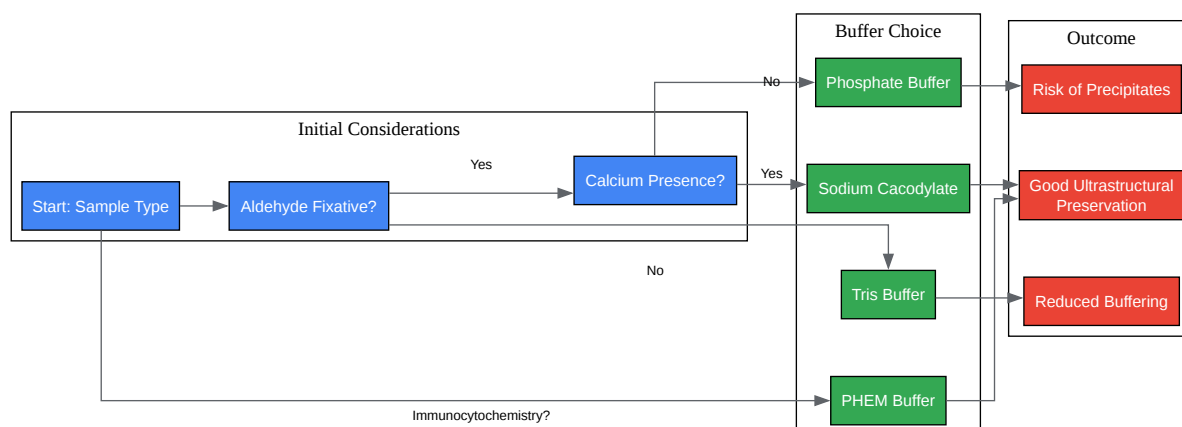 Buffer Choice
Outcome
No
Phosphate Buffer
Risk of Precipitates
Initial Considerations
Yes
Calcium Presence?
Yes
Start: Sample Type
Aldehyde Fixative?
Sodium Cacodylate
Good Ultrastructural
Preservation
No
Tris Buffer
Reduced Buffering
PHEM Buffer
Immunocytochemistry?